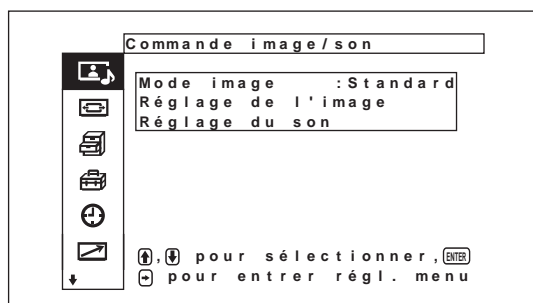 Commande image/son
Mode image :Standard
Réglage de l'image
Réglage du son
, pour sélectionner, ENTER
pour entrer régl. menu